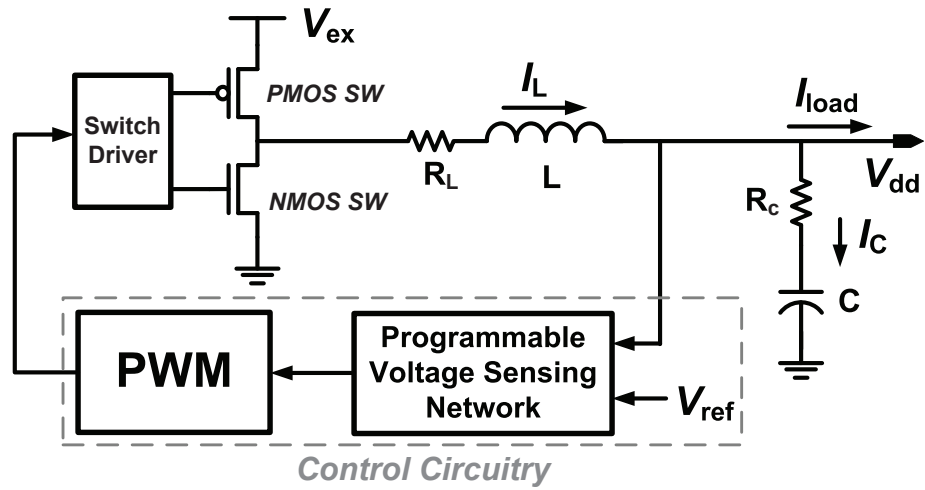 Vex
PMOS SW
Switch
Driver
NMOS SW
RL
IL
L
Iload
Vdd
Rc
IC
C
PWM
Programmable
Voltage Sensing
Network
Vref
Control Circuitry